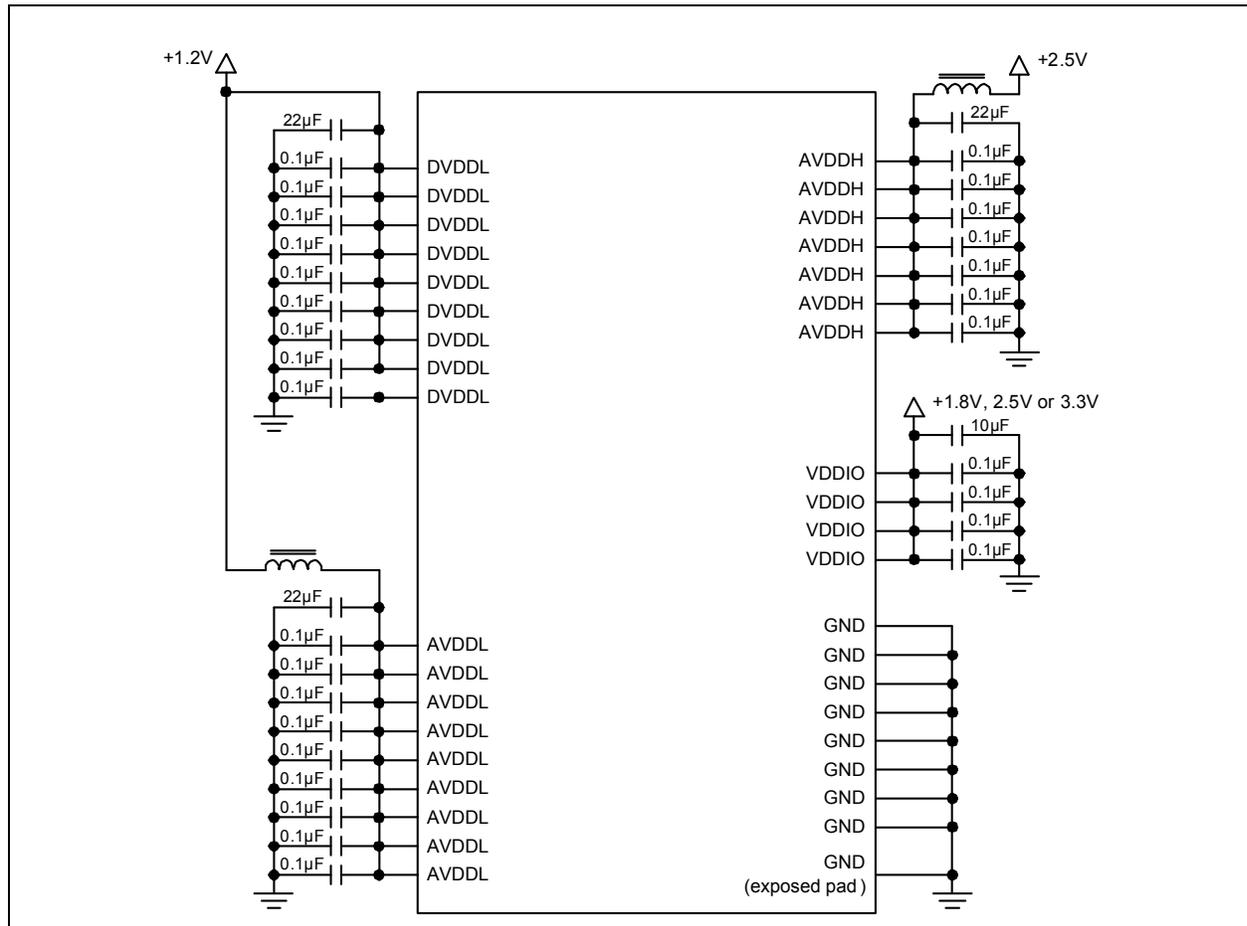 +1.2V
22µF
0.1µF
DVDDL
0.1µF
DVDDL
0.1µF
DVDDL
0.1µF
DVDDL
0.1µF
DVDDL
0.1µF
DVDDL
0.1µF
DVDDL
0.1µF
DVDDL
0.1µF
DVDDL
22µF
0.1µF
AVDDL
0.1µF
AVDDL
0.1µF
AVDDL
0.1µF
AVDDL
0.1µF
AVDDL
0.1µF
AVDDL
0.1µF
AVDDL
0.1µF
AVDDL
0.1µF
AVDDL
+2.5V
22µF
AVDDH
0.1µF
AVDDH
0.1µF
AVDDH
0.1µF
AVDDH
0.1µF
AVDDH
0.1µF
AVDDH
0.1µF
AVDDH
0.1µF
+1.8V, 2.5V or 3.3V
10µF
VDDIO
0.1µF
VDDIO
0.1µF
VDDIO
0.1µF
VDDIO
0.1µF
GND
GND
GND
GND
GND
GND
GND
GND
GND
(exposed pad )